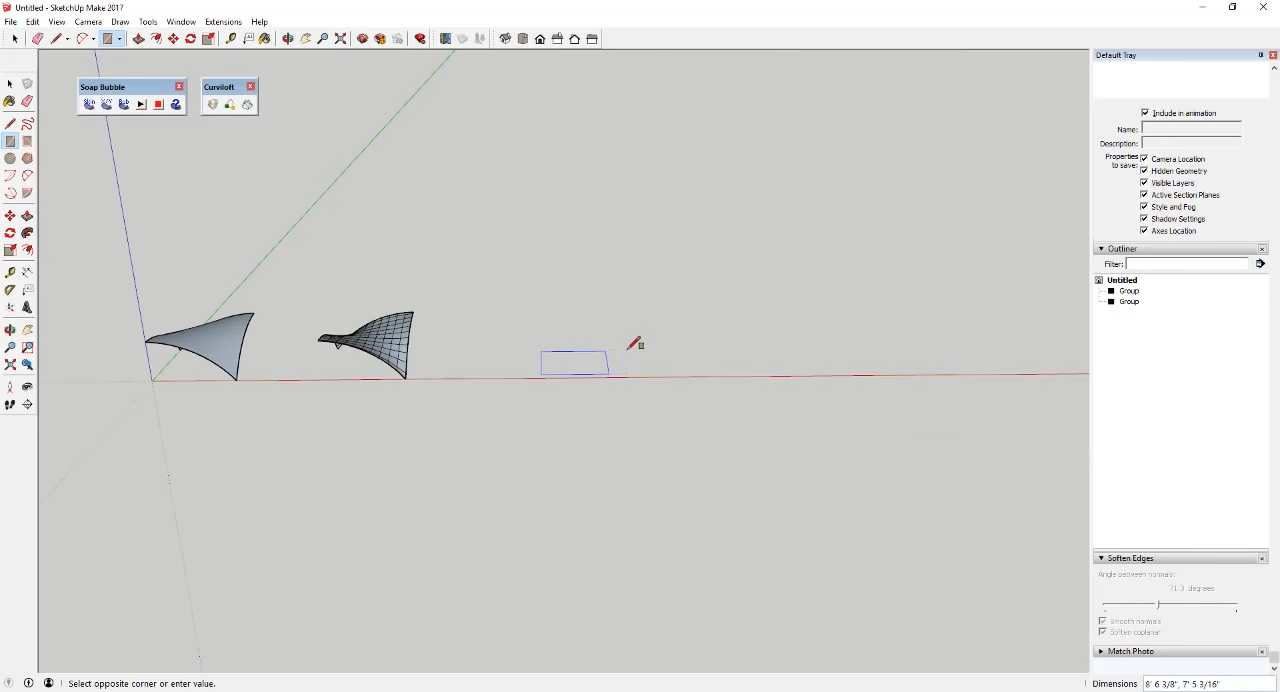 Untitled - SketchUp Make 2017
File Edit View Camera Draw Tools Window Extensions Help
Soap Bubble
Curviloft
Skin X/Y Bub
Default Tray
Include in animation
Name:
Description:
Properties to save:
Camera Location
Hidden Geometry
Visible Layers
Active Section Planes
Style and Fog
Shadow Settings
Axes Location
Outliner
Filter:
Untitled
Group
Group
Soften Edges
Angle between normals:
71.3 degrees
Smooth normals
Soften coplanar
Match Photo
Select opposite corner or enter value.
Dimensions 8' 6 3/8", 7' 5 3/16"